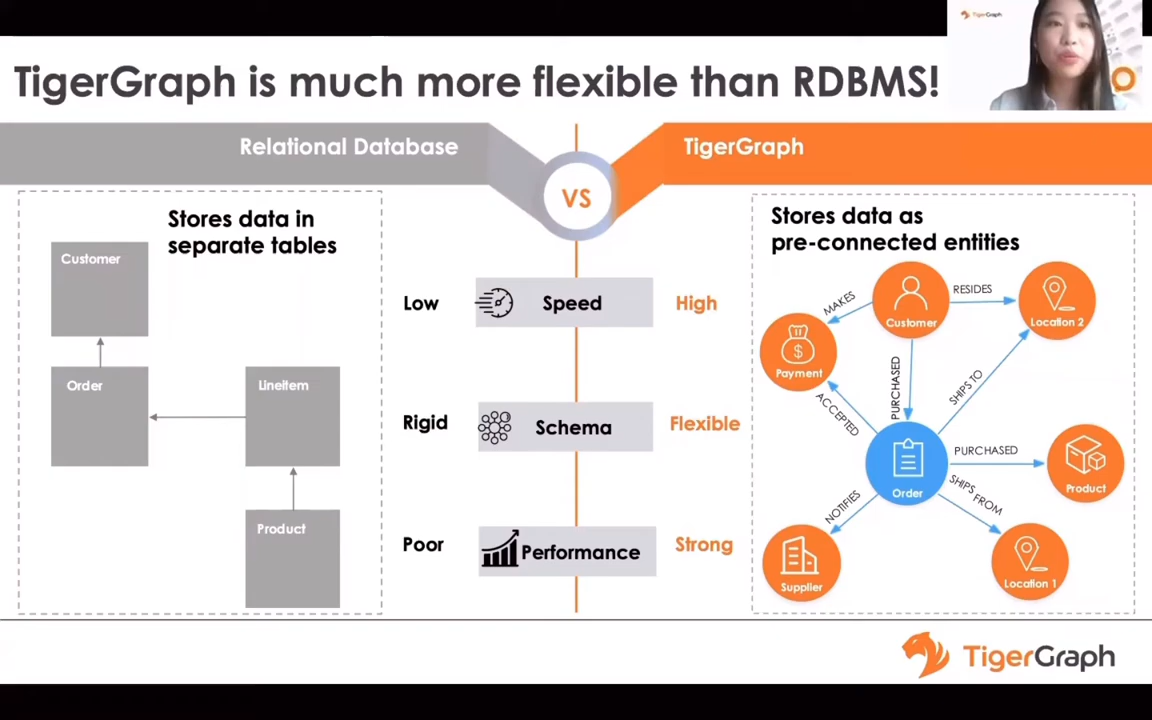 TigerGraph
TigerGraph is much more flexible than RDBMS!
Relational Database
VS
TigerGraph
Stores data in
separate tables
Customer
Order
LineItem
Product
Low
Speed
High
Rigid
Schema
Flexible
Poor
Performance
Strong
Stores data as
pre-connected entities
MAKES
Customer
RESIDES
Location 2
Payment
$
PURCHASED
SHIPS TO
ACCEPTED
Order
PURCHASED
Product
NOTIFIES
SHIPS FROM
Supplier
Location 1
TigerGraph